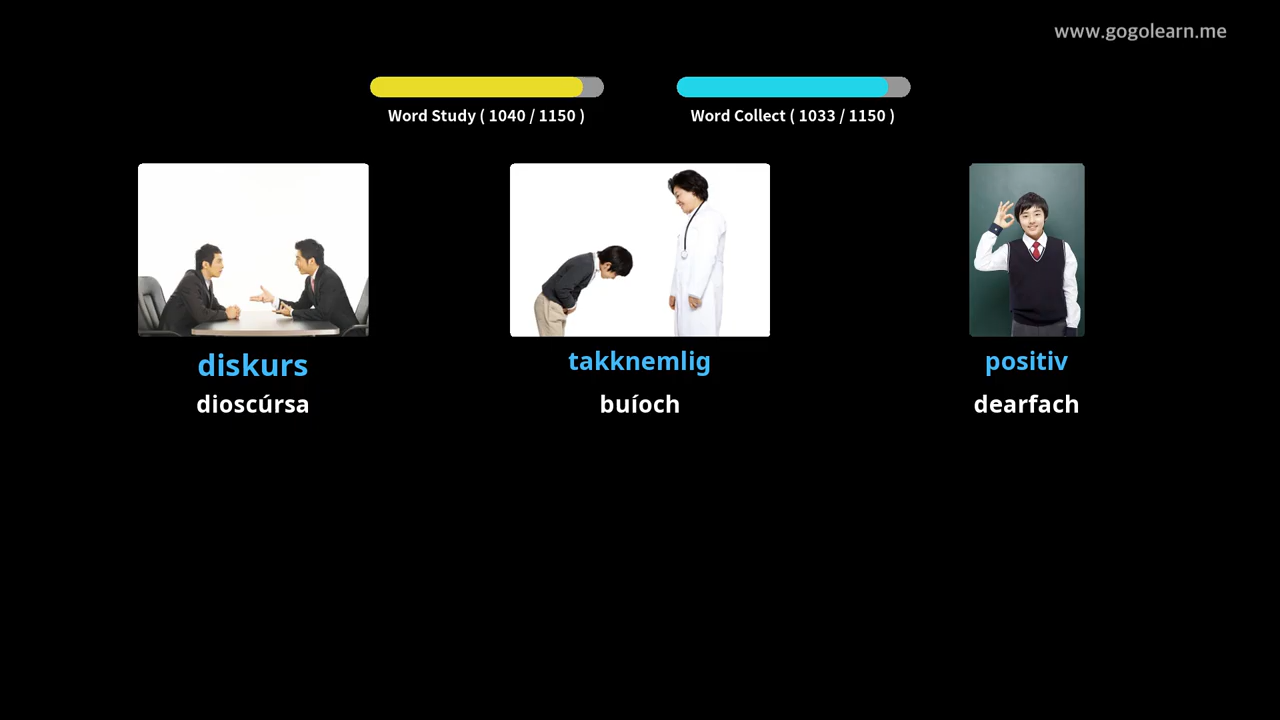 www.gogolearn.me
Word Study ( 1040 / 1150 )
Word Collect ( 1033 / 1150 )
diskurs
dioscúrsa
takknemlig
buíoch
positiv
dearfach